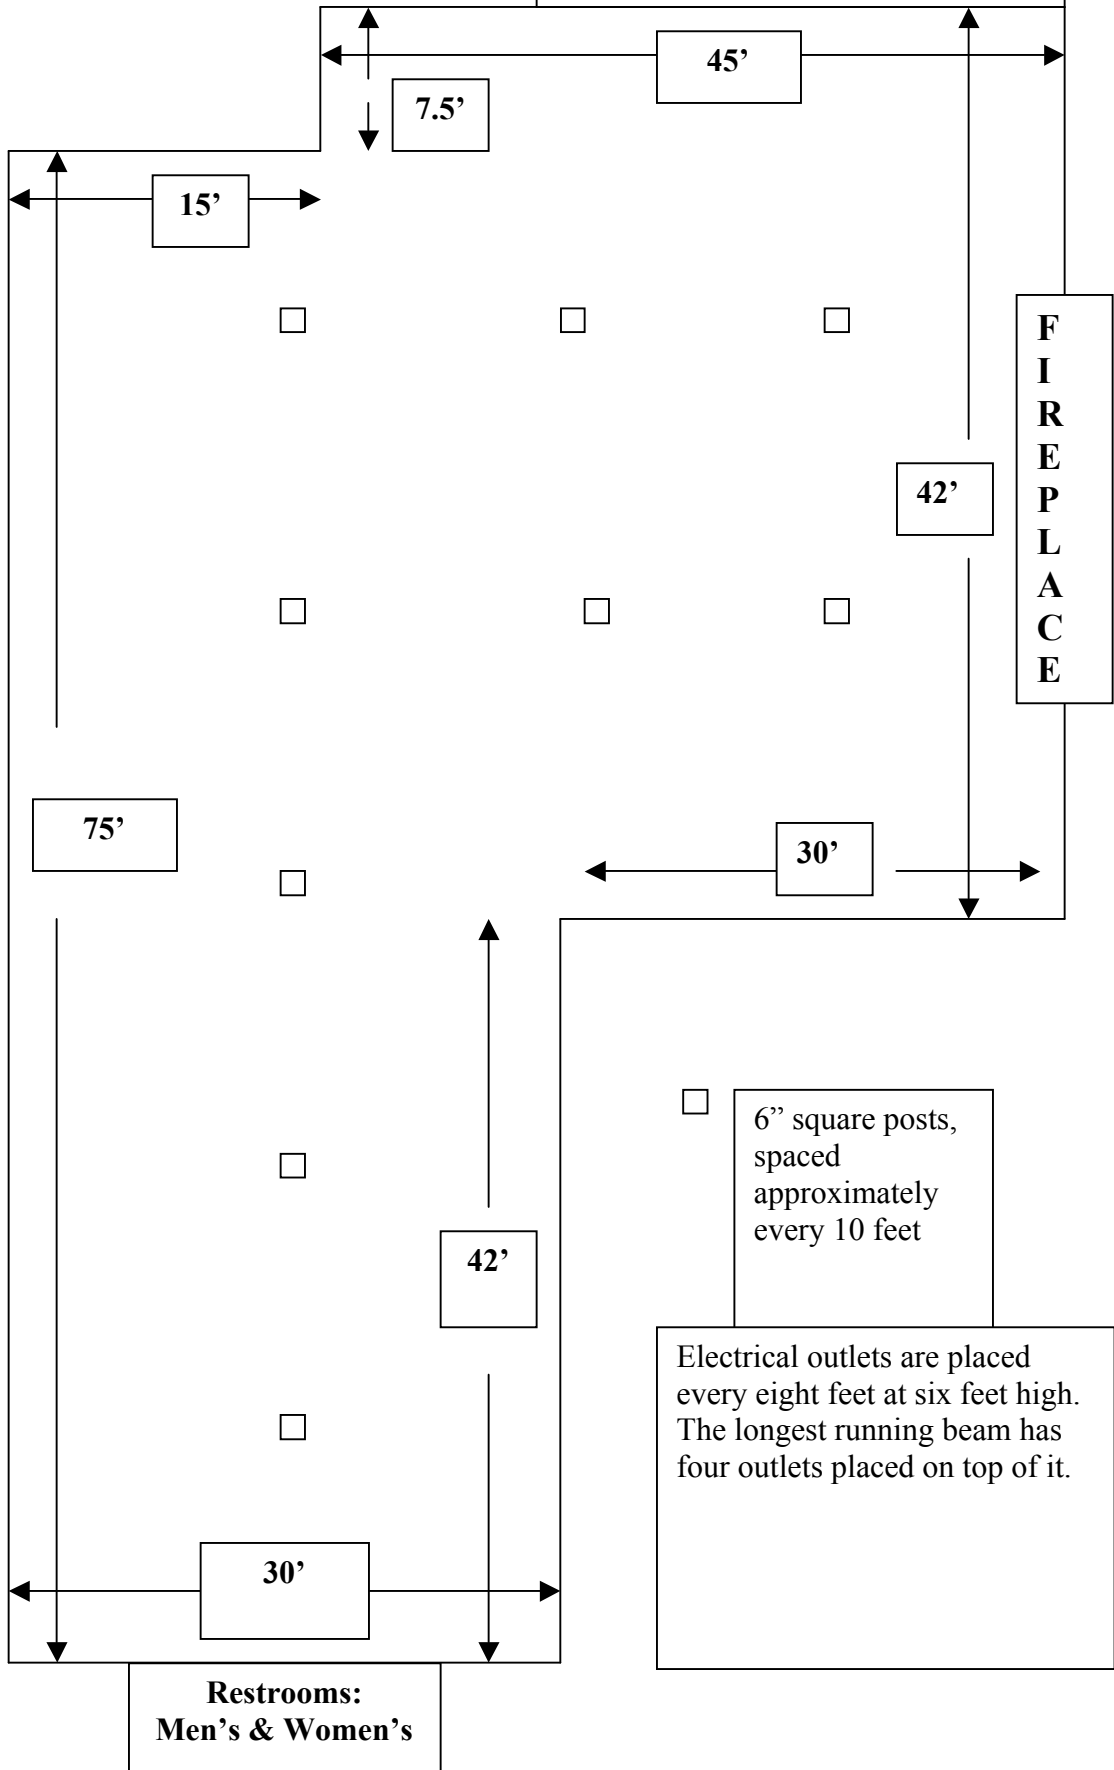 45’
7.5’
15’
F
I
R
E
P
L
A
C
E
42’
75’
30’
6” square posts,
spaced
approximately
every 10 feet
42’
Electrical outlets are placed
every eight feet at six feet high.
The longest running beam has
four outlets placed on top of it.
30’
Restrooms:
Men’s & Women’s